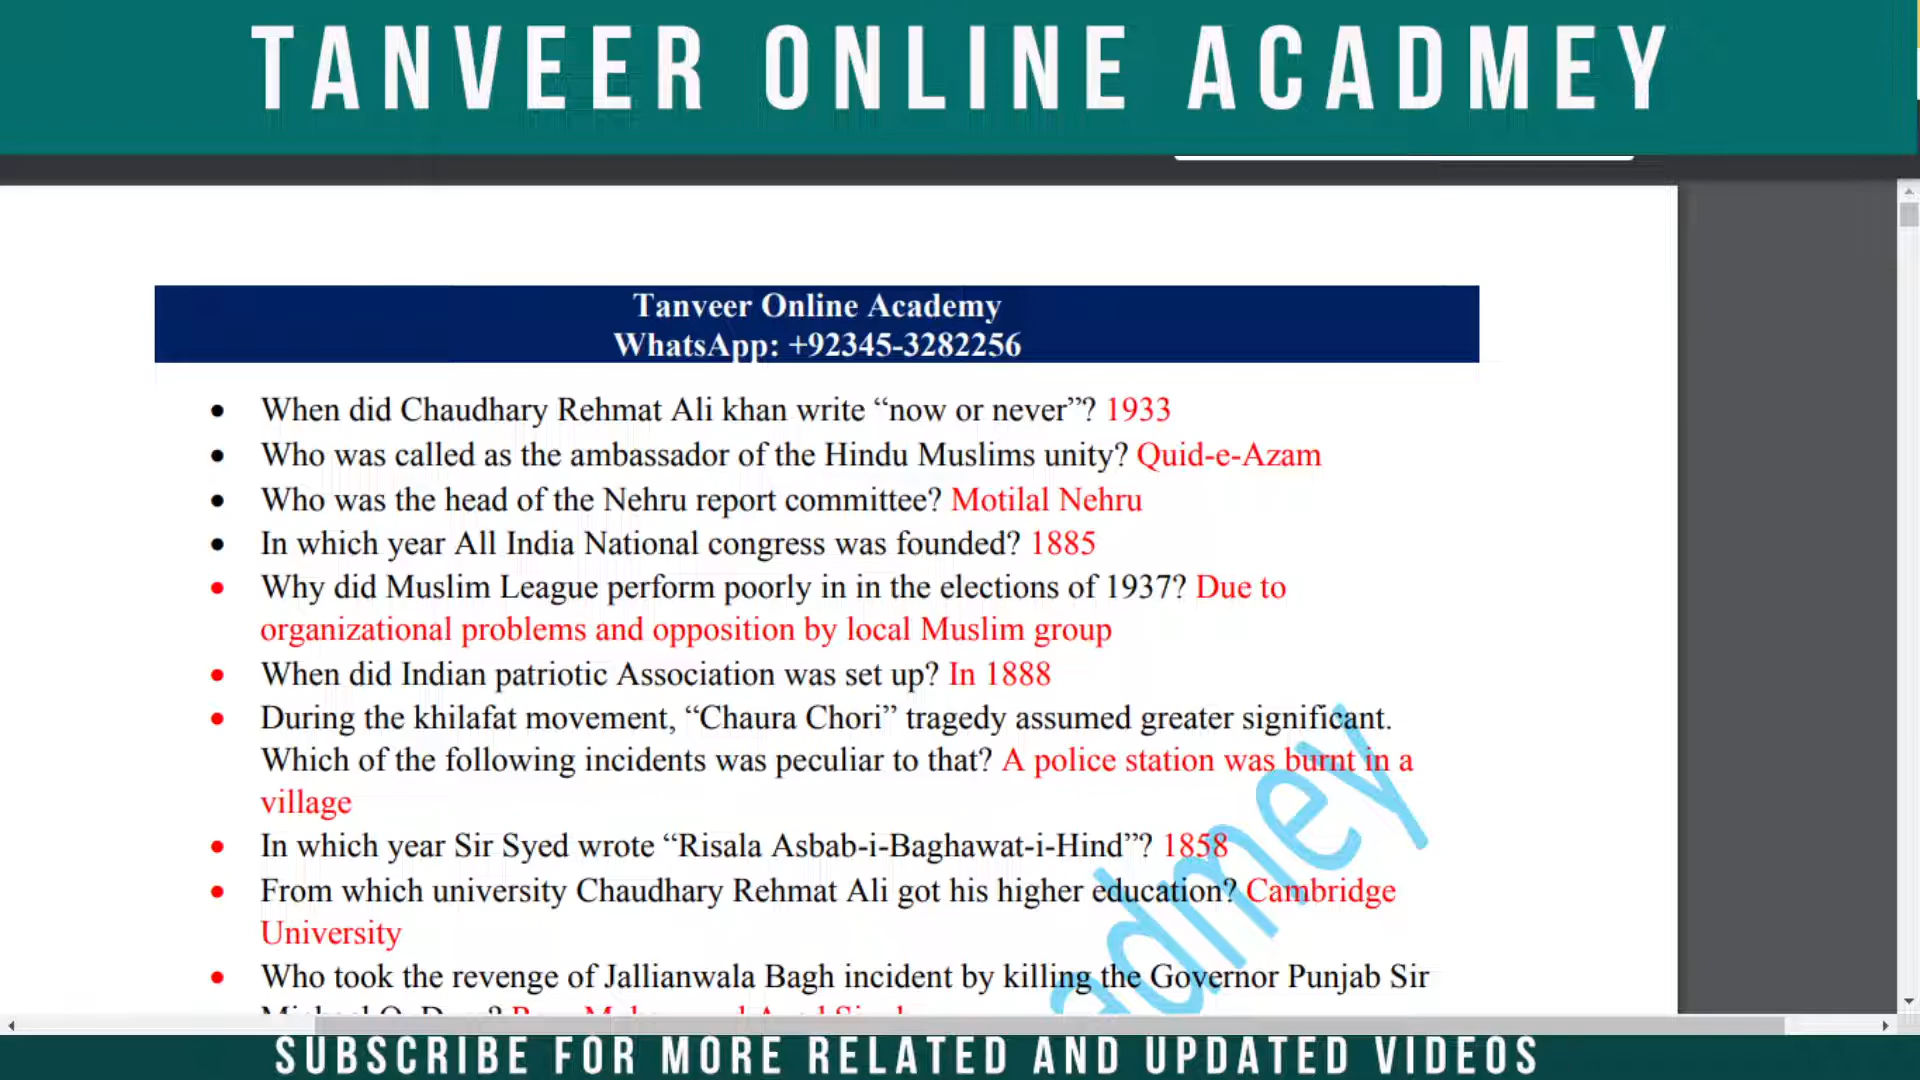 TANVEER ONLINE ACADMEY
Tanveer Online Academy
WhatsApp: +92345-3282256
• When did Chaudhary Rehmat Ali khan write “now or never”? 1933
• Who was called as the ambassador of the Hindu Muslims unity? Quid-e-Azam
• Who was the head of the Nehru report committee? Motilal Nehru
• In which year All India National congress was founded? 1885
• Why did Muslim League perform poorly in in the elections of 1937? Due to
organizational problems and opposition by local Muslim group
• When did Indian patriotic Association was set up? In 1888
• During the khilafat movement, “Chaura Chori” tragedy assumed greater significant.
Which of the following incidents was peculiar to that? A police station was burnt in a
village
• In which year Sir Syed wrote “Risala Asbab-i-Baghawat-i-Hind”? 1858
• From which university Chaudhary Rehmat Ali got his higher education? Cambridge
University
• Who took the revenge of Jallianwala Bagh incident by killing the Governor Punjab Sir
admey
SUBSCRIBE FOR MORE RELATED AND UPDATED VIDEOS